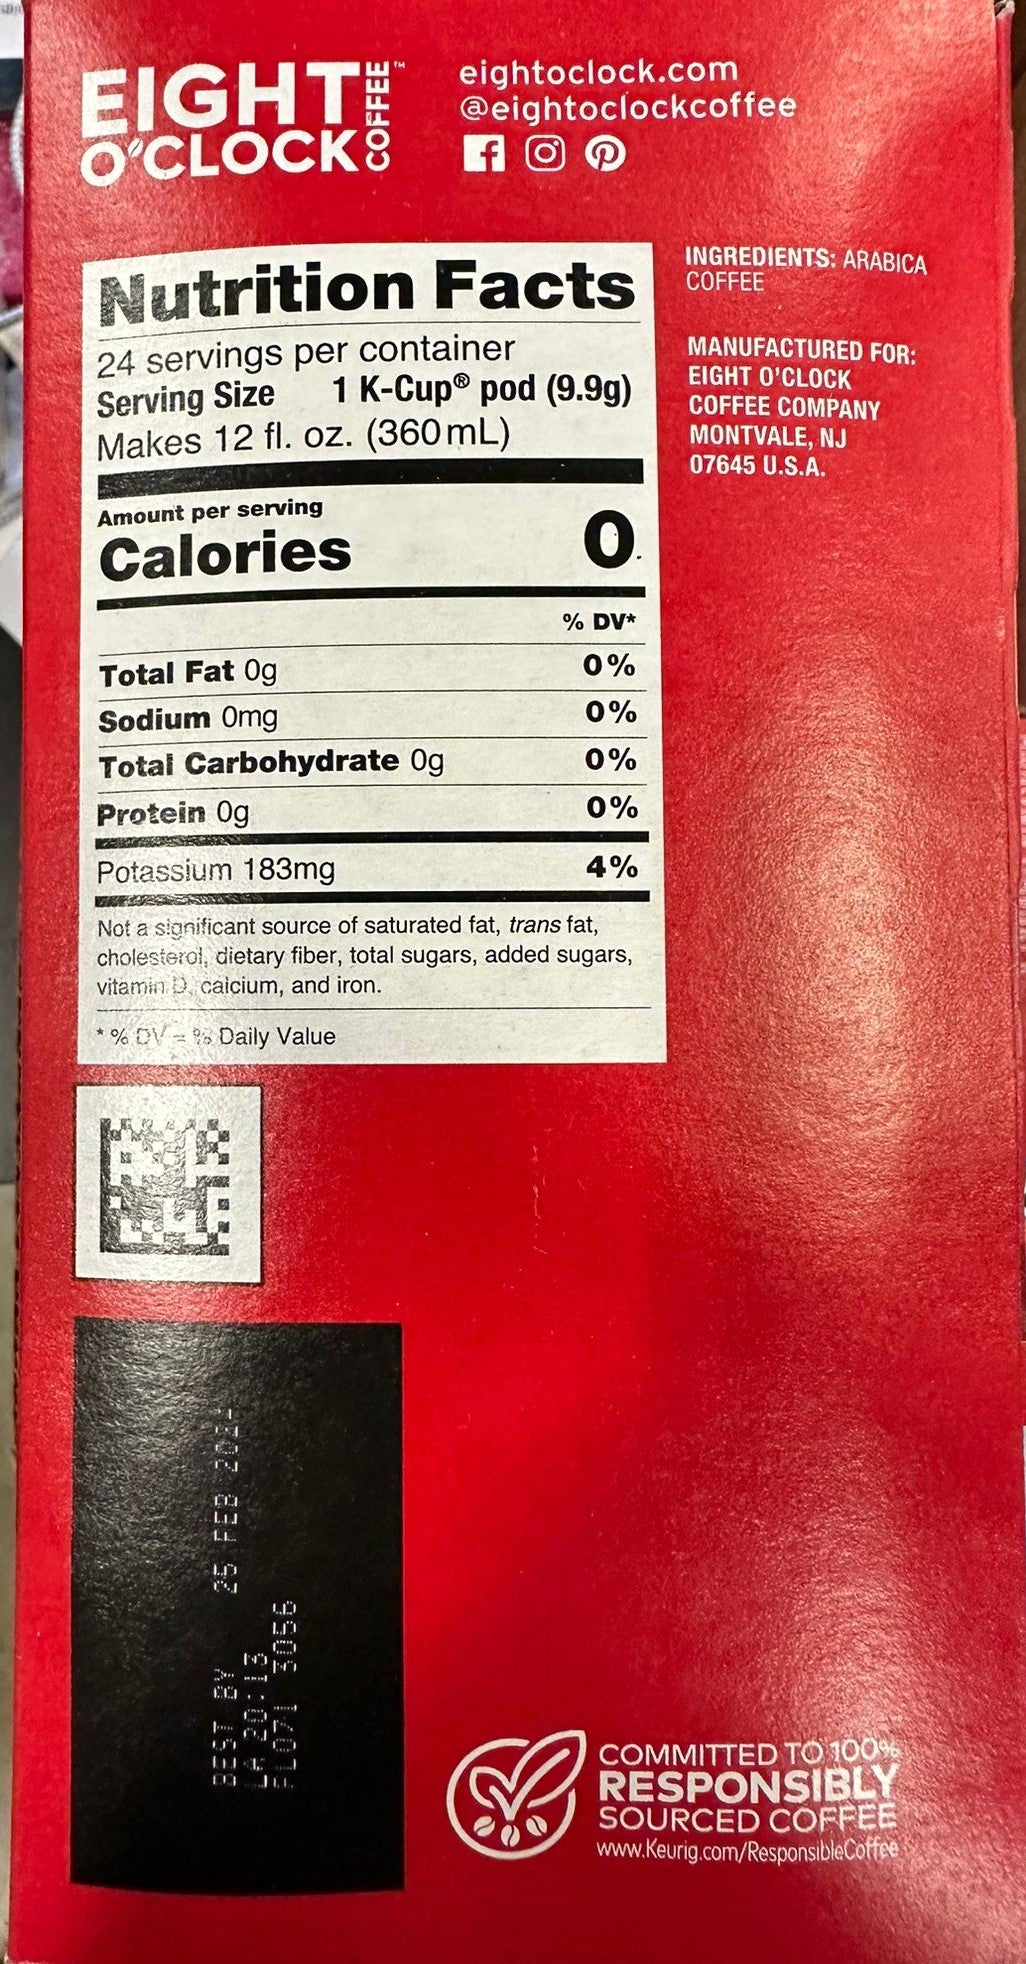 EIGHT
O'CLOCK
COFFEE™
eightoclock.com
@eightoclockcoffee
Nutrition Facts
24 servings per container
Serving Size 1 K-Cup® pod (9.9g)
Makes 12 fl. oz. (360mL)
Amount per serving
Calories 0
% DV*
Total Fat 0g 0%
Sodium 0mg 0%
Total Carbohydrate 0g 0%
Protein 0g 0%
Potassium 183mg 4%
Not a significant source of saturated fat, trans fat,
cholesterol, dietary fiber, total sugars, added sugars,
vitamin D, calcium, and iron.
* % DV = % Daily Value
INGREDIENTS: ARABICA
COFFEE
MANUFACTURED FOR:
EIGHT O'CLOCK
COFFEE COMPANY
MONTVALE, NJ
07645 U.S.A.
BEST BY 25 FEB
LA 20:13
FL071 3056
COMMITTED TO 100%
RESPONSIBLY
SOURCED COFFEE
www.Keurig.com/ResponsibleCoffee